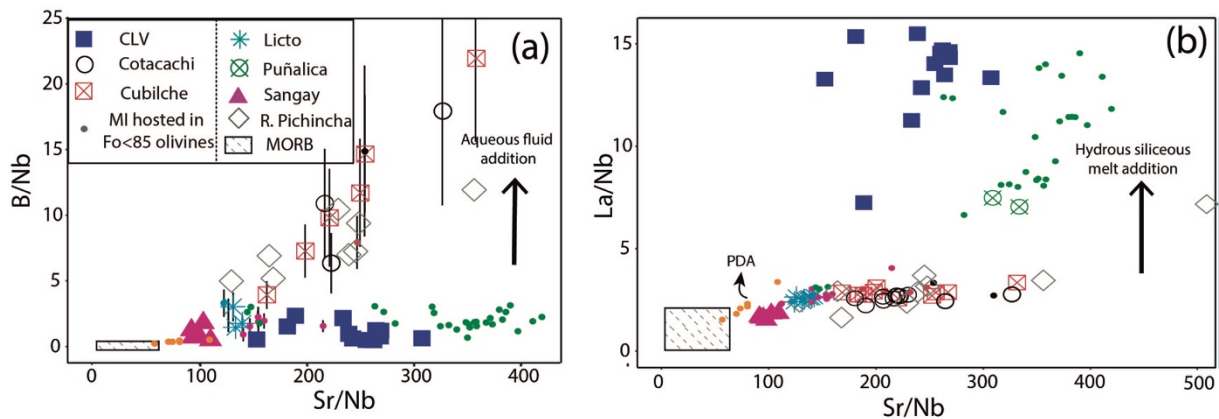 25
20
15
10
5
0
B/Nb
(a)
CLV
Cotacachi
Cubilche
MI hosted in
Fo<85 olivines
Licto
Puñalica
Sangay
R. Pichincha
MORB
Aqueous fluid
addition
0
100
200
300
400
Sr/Nb
15
10
5
0
La/Nb
(b)
Hydrous siliceous
melt addition
PDA
0
100
200
300
400
500
Sr/Nb